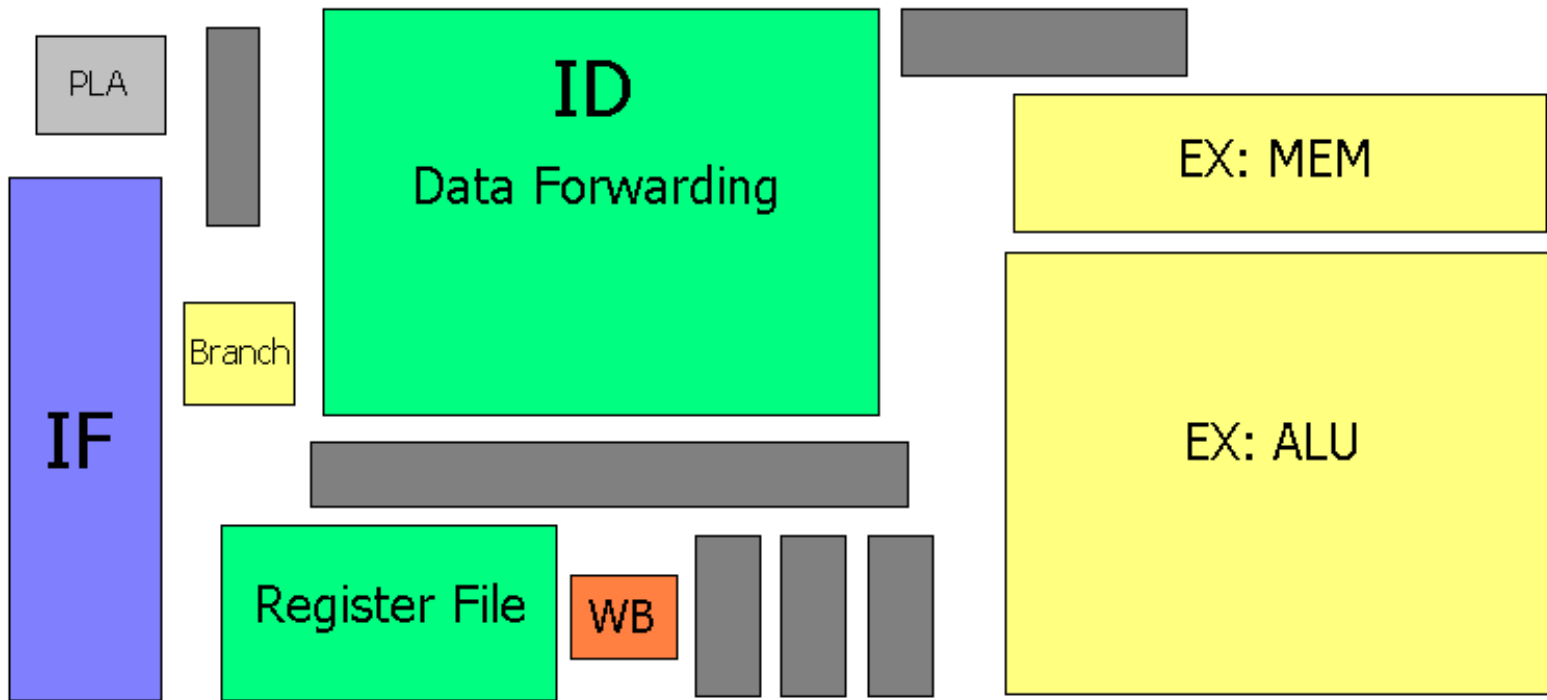 PLA
ID
Data Forwarding
EX: MEM
Branch
IF
EX: ALU
Register File
WB